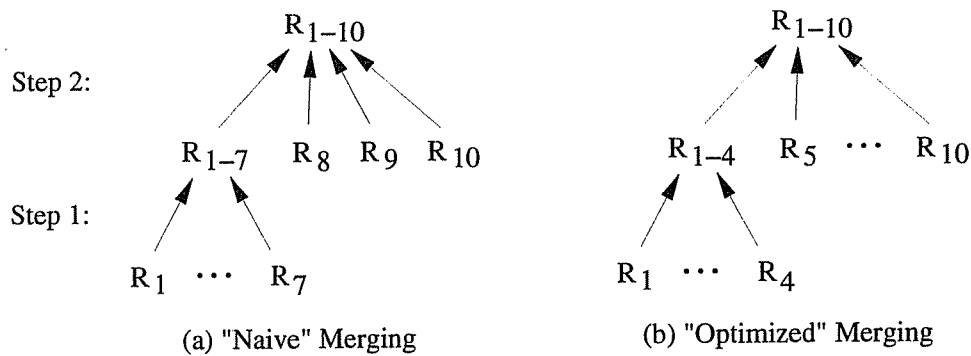 R1–10 R1–10
Step 2:
R1–7 R8 R9 R10 R1–4 R5 ··· R10
Step 1:
R1 ··· R7 R1 ··· R4
(a) "Naive" Merging (b) "Optimized" Merging